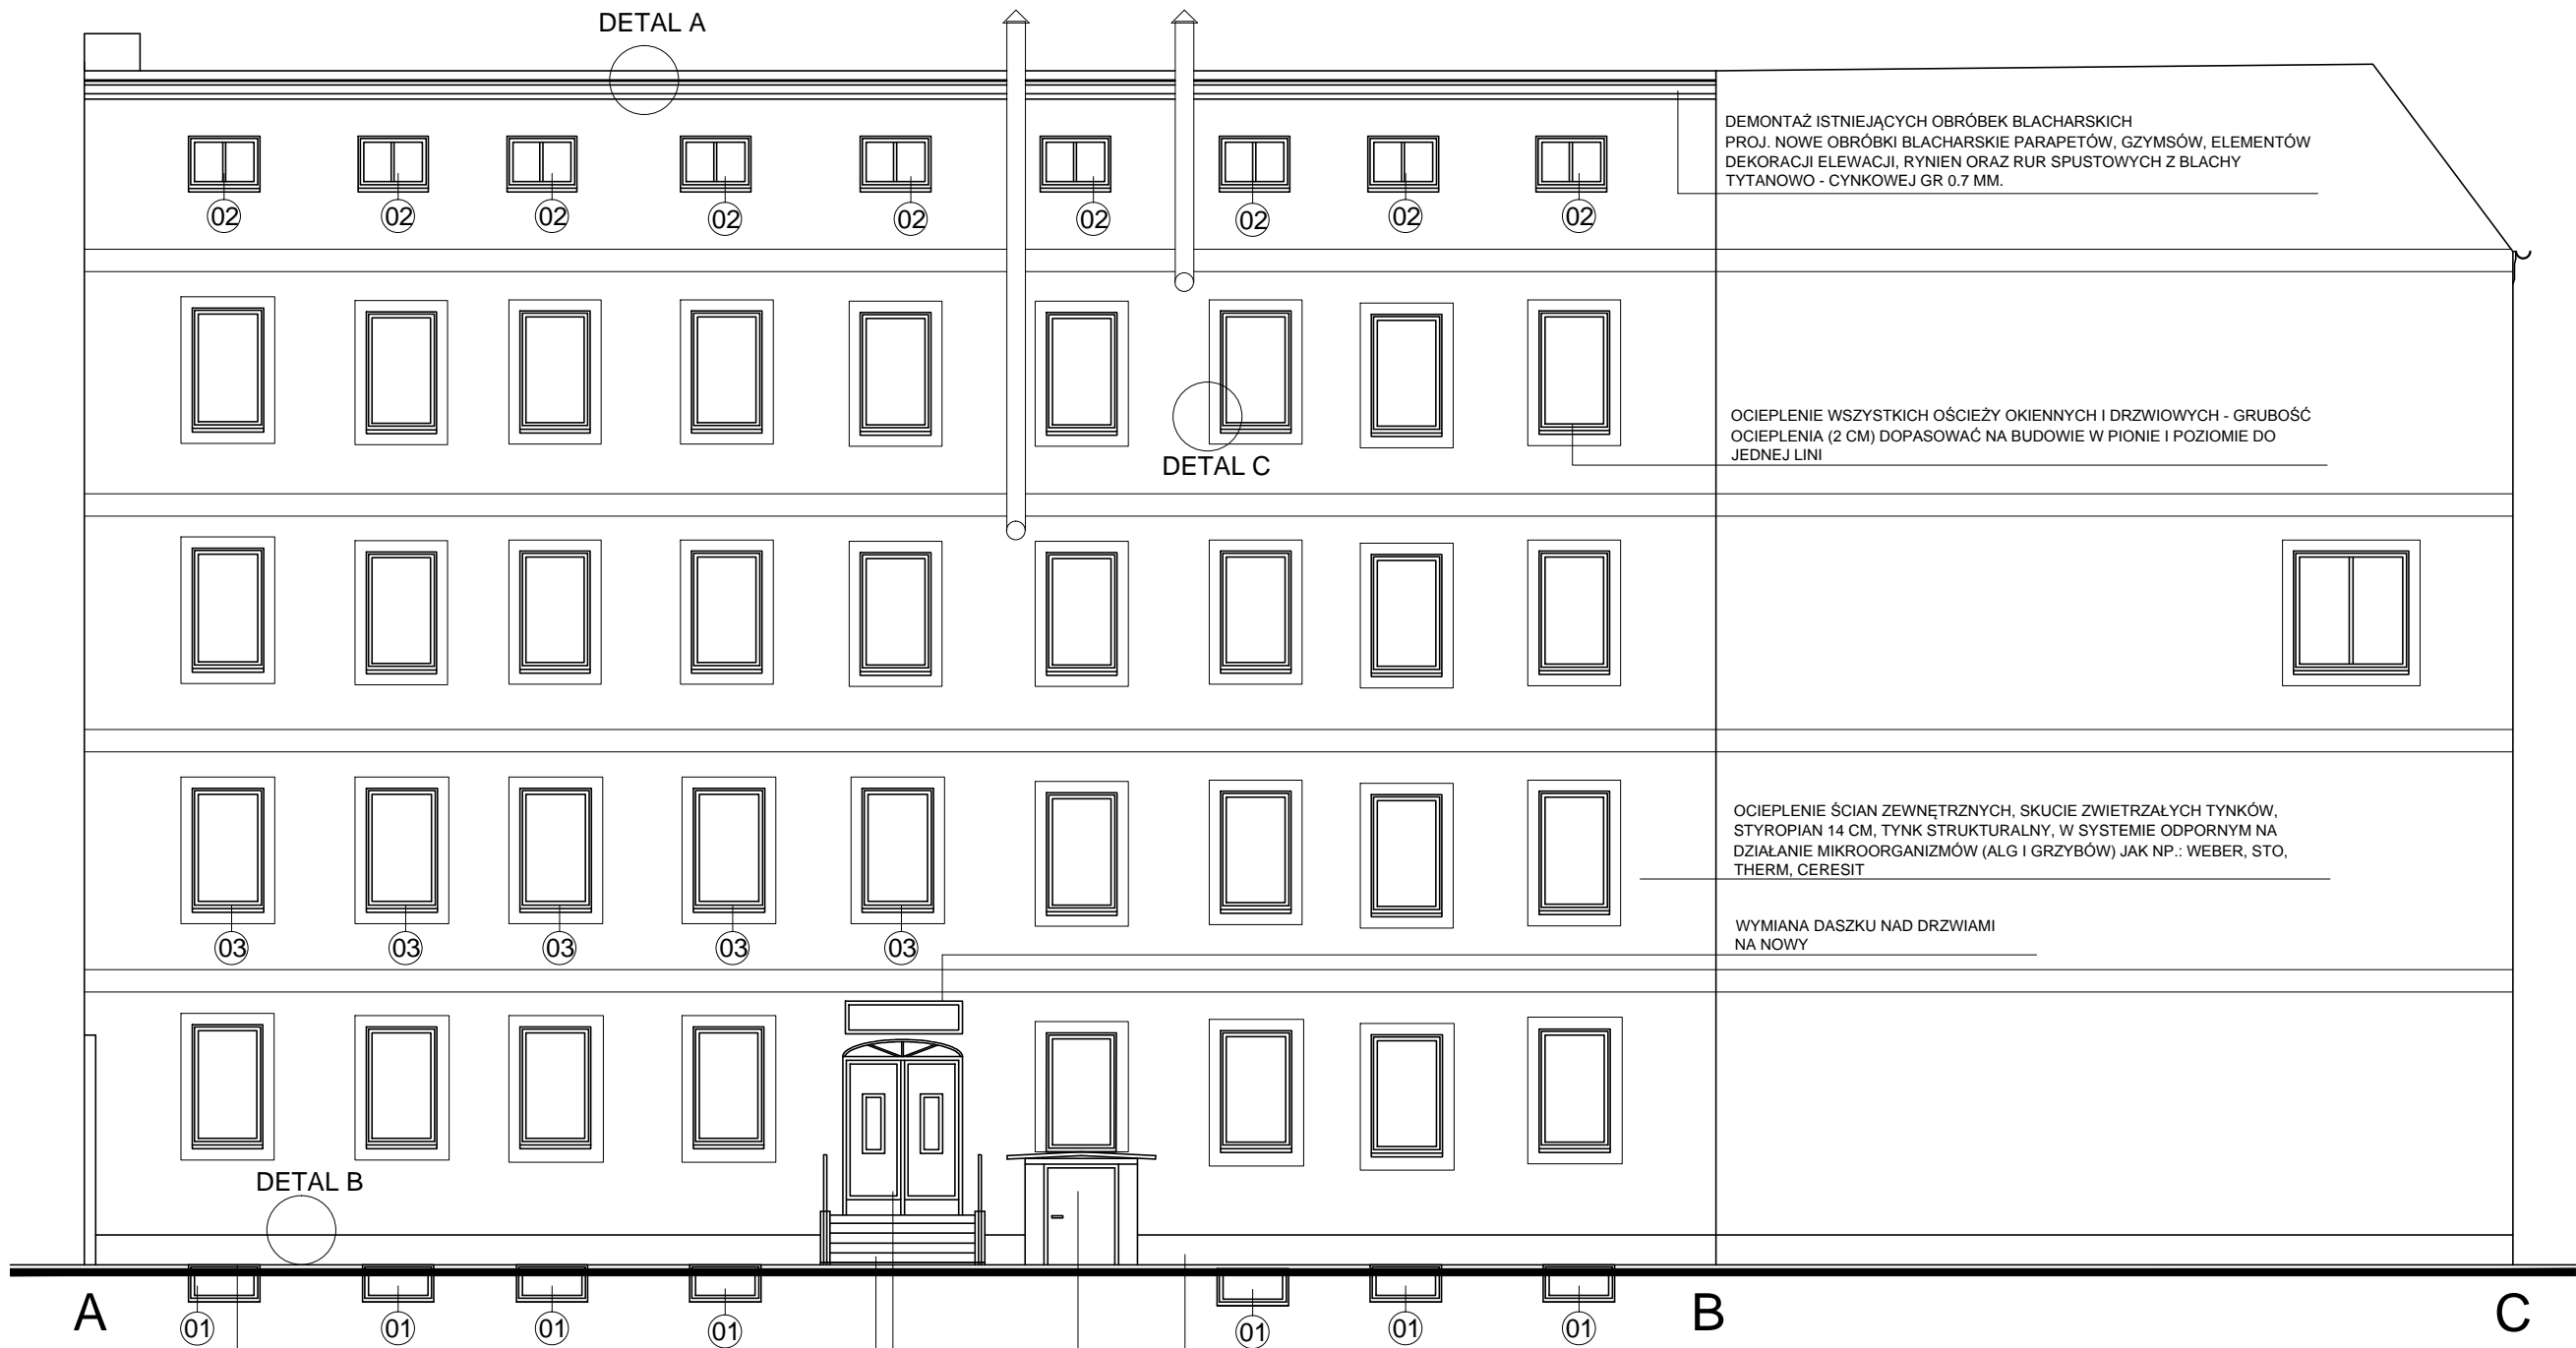 DETAL A
DEMONTAŻ ISTNIEJĄCYCH OBRÓBEK BLACHARSKICH
PROJ. NOWE OBRÓBKI BLACHARSKIE PARAPETÓW, GZYMSÓW, ELEMENTÓW
DEKORACJI ELEWACJI, RYNIEN ORAZ RUR SPUSTOWYCH Z BLACHY
TYTANOWO - CYNKOWEJ GR 0.7 MM.
02 02 02 02 02 02 02 02 02
OCIEPLENIE WSZYSTKICH OŚCIEŻY OKIENNYCH I DRZWIOWYCH - GRUBOŚĆ
OCIEPLENIA (2 CM) DOPASOWAĆ NA BUDOWIE W PIONIE I POZIOMIE DO
JEDNEJ LINI
DETAL C
OCIEPLENIE ŚCIAN ZEWNĘTRZNYCH, SKUCIE ZWIETRZAŁYCH TYNKÓW,
STYROPIAN 14 CM, TYNK STRUKTURALNY, W SYSTEMIE ODPORNYM NA
DZIAŁANIE MIKROORGANIZMÓW (ALG I GRZYBÓW) JAK NP.: WEBER, STO,
THERM, CERESIT
WYMIANA DASZKU NAD DRZWIAMI
NA NOWY
03 03 03 03 03
DETAL B
A B C
01 01 01 01 01 01 01